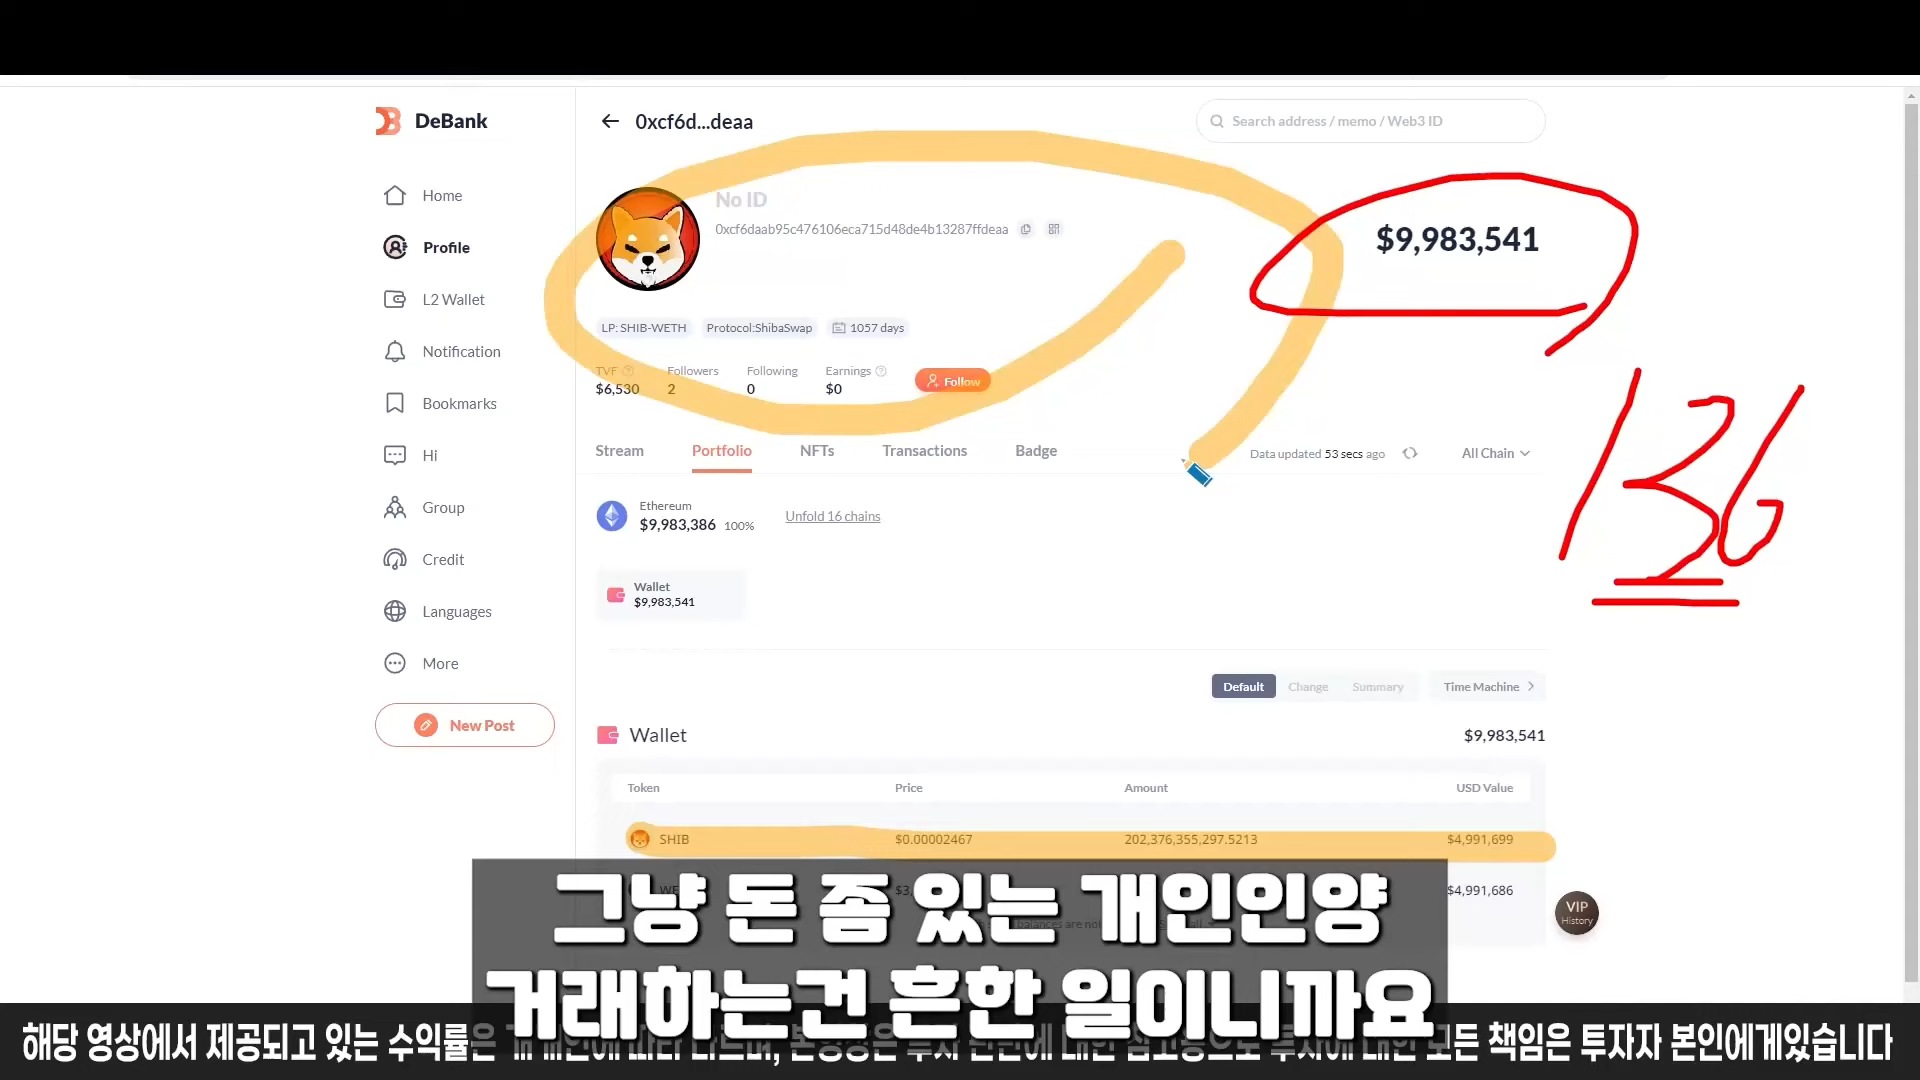 DeBank
0xcf6d...deaa
Search address / memo / Web3 ID
Home
Profile
L2 Wallet
Notification
Bookmarks
Hi
Group
Credit
Languages
More
New Post
No ID
0xcf6daab95c476106eca715d48de4b13287ffdeaa
$9,983,541
LP: SHIB-WETH Protocol:ShibaSwap 1057 days
TVF Followers Following Earnings
$6,530 2 0 $0
Follow
136
Stream Portfolio NFTs Transactions Badge
Data updated 53 secs ago All Chain
Ethereum
$9,983,386 100%
Unfold 16 chains
Wallet
$9,983,541
Default Change Summary Time Machine
Wallet $9,983,541
Token Price Amount USD Value
SHIB $0.00002467 202,376,355,297.5213 $4,991,699
$4,991,686
VIP
History
그냥 돈 좀 있는 개인인양
거래하는건 흔한 일이니까요
해당 영상에서 제공되고 있는 수익률은 책임은 투자자 본인에게있습니다